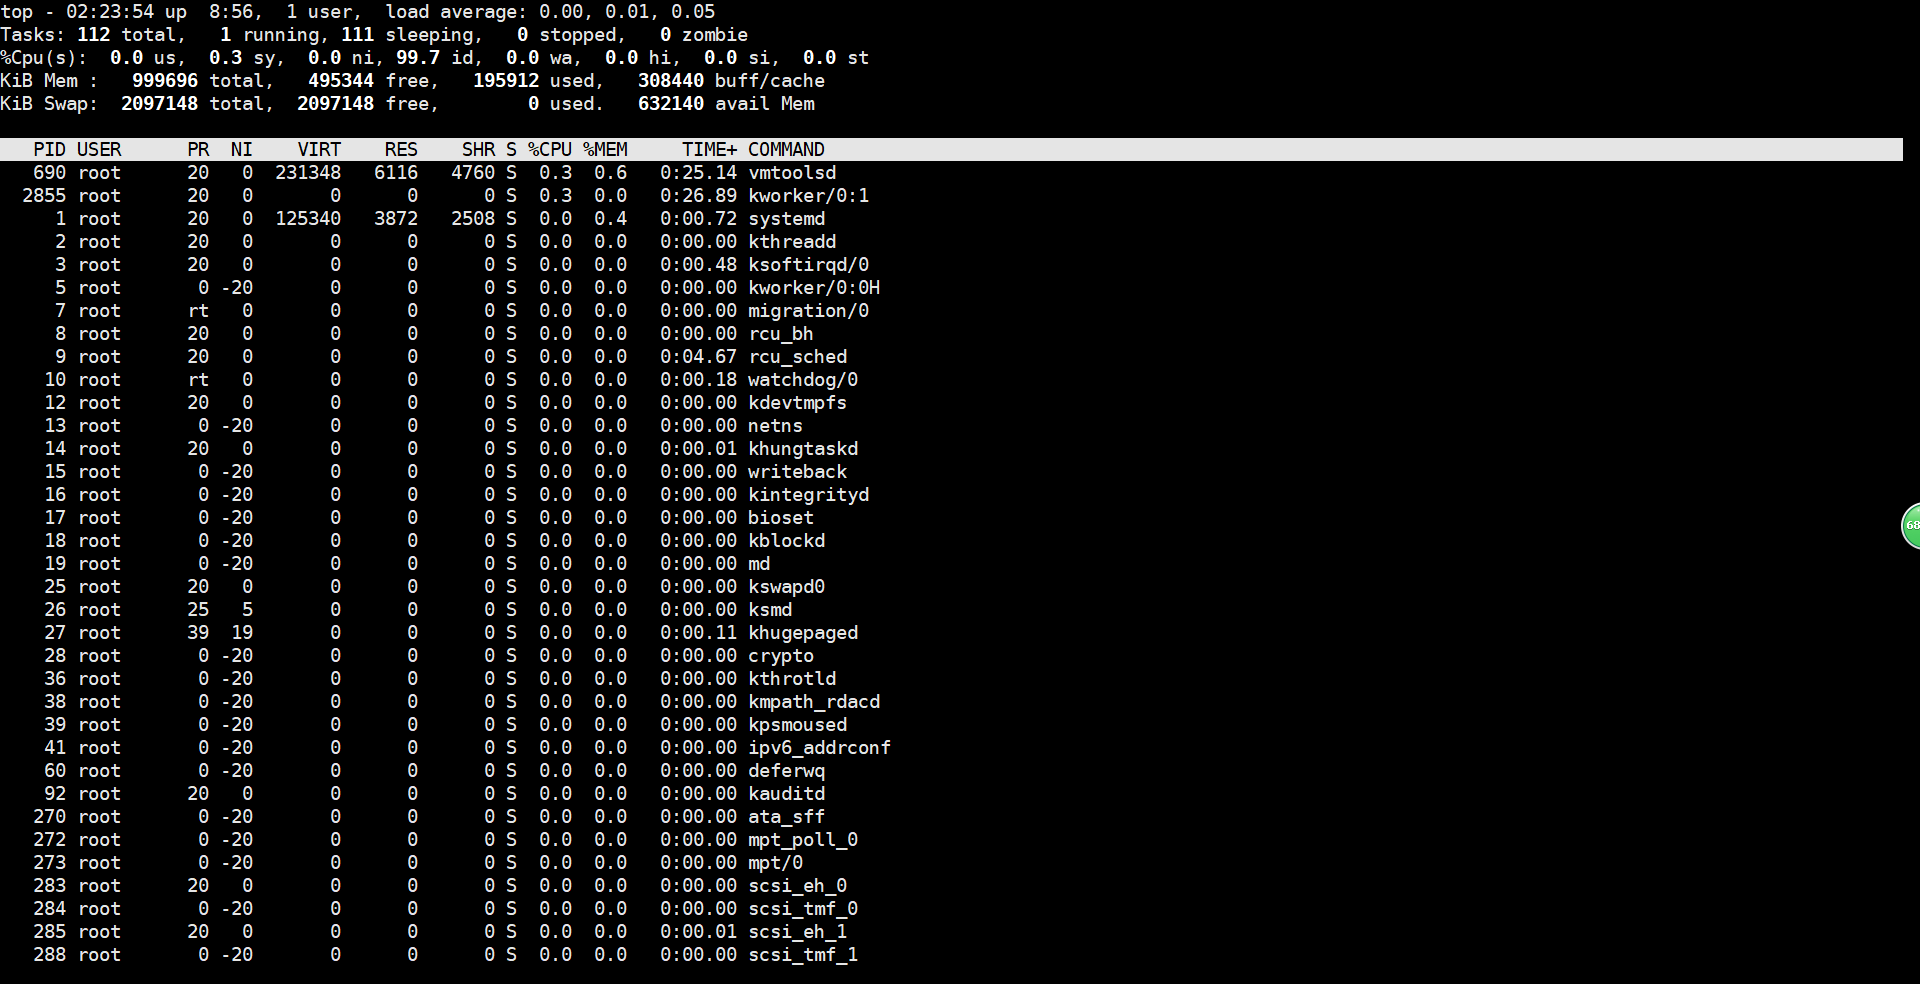 top - 02:23:54 up  8:56,  1 user,  load average: 0.00, 0.01, 0.05
Tasks: 112 total,   1 running, 111 sleeping,   0 stopped,   0 zombie
%Cpu(s):  0.0 us,  0.3 sy,  0.0 ni, 99.7 id,  0.0 wa,  0.0 hi,  0.0 si,  0.0 st
KiB Mem :   999696 total,   495344 free,   195912 used,   308440 buff/cache
KiB Swap:  2097148 total,  2097148 free,        0 used.   632140 avail Mem
PID USER      PR  NI    VIRT    RES    SHR S %CPU %MEM     TIME+ COMMAND
690 root      20   0  231348   6116   4760 S  0.3  0.6   0:25.14 vmtoolsd
2855 root      20   0       0      0      0 S  0.3  0.0   0:26.89 kworker/0:1
1 root      20   0  125340   3872   2508 S  0.0  0.4   0:00.72 systemd
2 root      20   0       0      0      0 S  0.0  0.0   0:00.00 kthreadd
3 root      20   0       0      0      0 S  0.0  0.0   0:00.48 ksoftirqd/0
5 root       0 -20       0      0      0 S  0.0  0.0   0:00.00 kworker/0:0H
7 root      rt   0       0      0      0 S  0.0  0.0   0:00.00 migration/0
8 root      20   0       0      0      0 S  0.0  0.0   0:00.00 rcu_bh
9 root      20   0       0      0      0 S  0.0  0.0   0:04.67 rcu_sched
10 root      rt   0       0      0      0 S  0.0  0.0   0:00.18 watchdog/0
12 root      20   0       0      0      0 S  0.0  0.0   0:00.00 kdevtmpfs
13 root       0 -20       0      0      0 S  0.0  0.0   0:00.00 netns
14 root      20   0       0      0      0 S  0.0  0.0   0:00.01 khungtaskd
15 root       0 -20       0      0      0 S  0.0  0.0   0:00.00 writeback
16 root       0 -20       0      0      0 S  0.0  0.0   0:00.00 kintegrityd
17 root       0 -20       0      0      0 S  0.0  0.0   0:00.00 bioset
18 root       0 -20       0      0      0 S  0.0  0.0   0:00.00 kblockd
19 root       0 -20       0      0      0 S  0.0  0.0   0:00.00 md
25 root      20   0       0      0      0 S  0.0  0.0   0:00.00 kswapd0
26 root      25   5       0      0      0 S  0.0  0.0   0:00.00 ksmd
27 root      39  19       0      0      0 S  0.0  0.0   0:00.11 khugepaged
28 root       0 -20       0      0      0 S  0.0  0.0   0:00.00 crypto
36 root       0 -20       0      0      0 S  0.0  0.0   0:00.00 kthrotld
38 root       0 -20       0      0      0 S  0.0  0.0   0:00.00 kmpath_rdacd
39 root       0 -20       0      0      0 S  0.0  0.0   0:00.00 kpsmoused
41 root       0 -20       0      0      0 S  0.0  0.0   0:00.00 ipv6_addrconf
60 root       0 -20       0      0      0 S  0.0  0.0   0:00.00 deferwq
92 root      20   0       0      0      0 S  0.0  0.0   0:00.00 kauditd
270 root       0 -20       0      0      0 S  0.0  0.0   0:00.00 ata_sff
272 root       0 -20       0      0      0 S  0.0  0.0   0:00.00 mpt_poll_0
273 root       0 -20       0      0      0 S  0.0  0.0   0:00.00 mpt/0
283 root      20   0       0      0      0 S  0.0  0.0   0:00.00 scsi_eh_0
284 root       0 -20       0      0      0 S  0.0  0.0   0:00.00 scsi_tmf_0
285 root      20   0       0      0      0 S  0.0  0.0   0:00.01 scsi_eh_1
288 root       0 -20       0      0      0 S  0.0  0.0   0:00.00 scsi_tmf_1
68